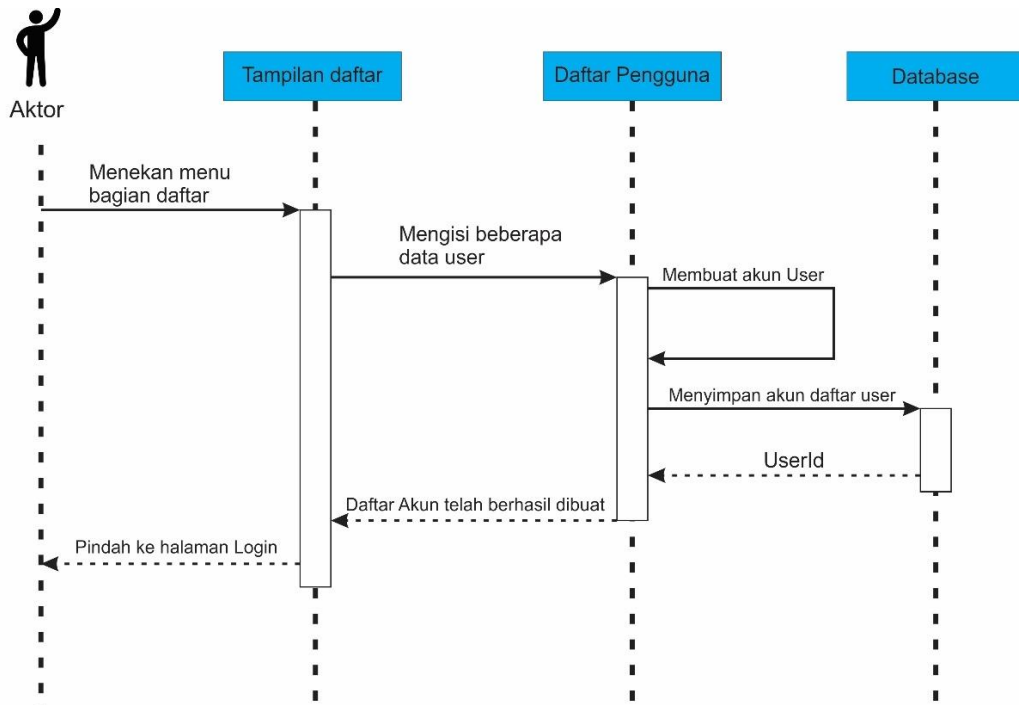 Aktor
Tampilan daftar
Daftar Pengguna
Database
Menekan menu
bagian daftar
Mengisi beberapa
data user
Membuat akun User
Menyimpan akun daftar user
UserId
Daftar Akun telah berhasil dibuat
Pindah ke halaman Login